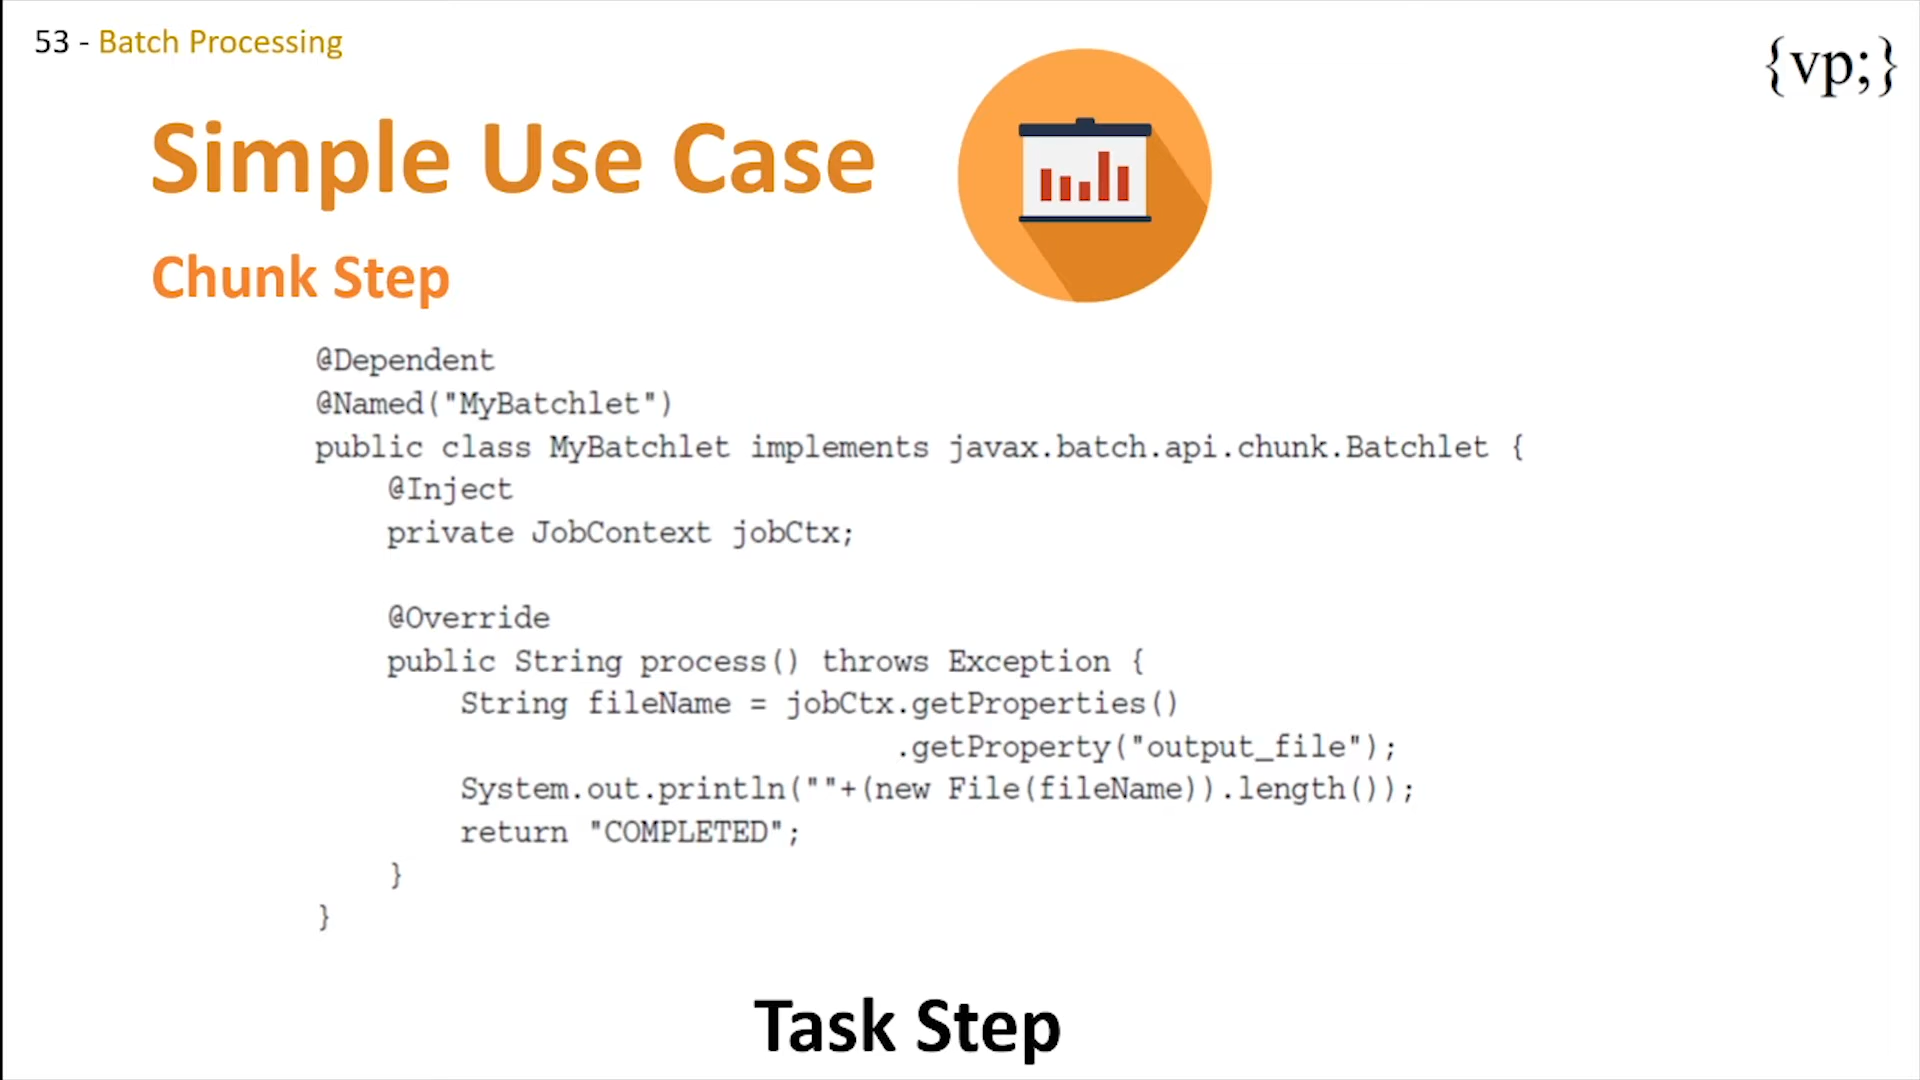 53 - Batch Processing
{vp;}
Simple Use Case
Chunk Step
@Dependent
@Named("MyBatchlet")
public class MyBatchlet implements javax.batch.api.chunk.Batchlet {
@Inject
private JobContext jobCtx;
@Override
public String process() throws Exception {
String fileName = jobCtx.getProperties()
.getProperty("output_file");
System.out.println(""+(new File(fileName)).length());
return "COMPLETED";
}
}
Task Step